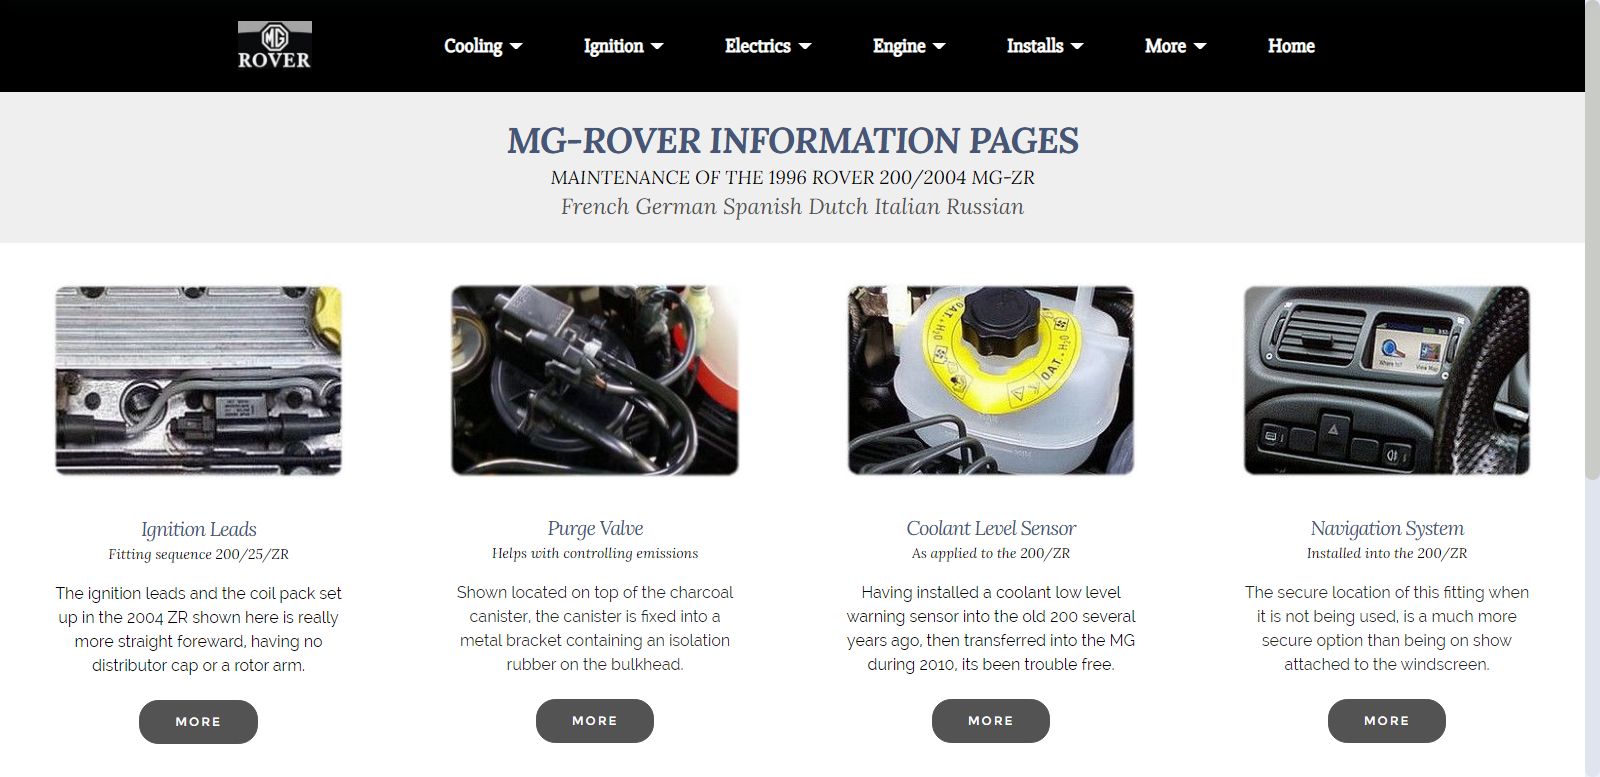 MG
ROVER
Cooling
Ignition
Electrics
Engine
Installs
More
Home
MG-ROVER INFORMATION PAGES
MAINTENANCE OF THE 1996 ROVER 200/2004 MG-ZR
French German Spanish Dutch Italian Russian
O.A.T. + H₂O
O.A.T. + H₂O
Where to?
View Map
Ignition Leads
Fitting sequence 200/25/ZR
The ignition leads and the coil pack set
up in the 2004 ZR shown here is really
more straight foreward, having no
distributor cap or a rotor arm.
MORE
Purge Valve
Helps with controlling emissions
Shown located on top of the charcoal
canister, the canister is fixed into a
metal bracket containing an isolation
rubber on the bulkhead.
MORE
Coolant Level Sensor
As applied to the 200/ZR
Having installed a coolant low level
warning sensor into the old 200 several
years ago, then transferred into the MG
during 2010, its been trouble free.
MORE
Navigation System
Installed into the 200/ZR
The secure location of this fitting when
it is not being used, is a much more
secure option than being on show
attached to the windscreen.
MORE